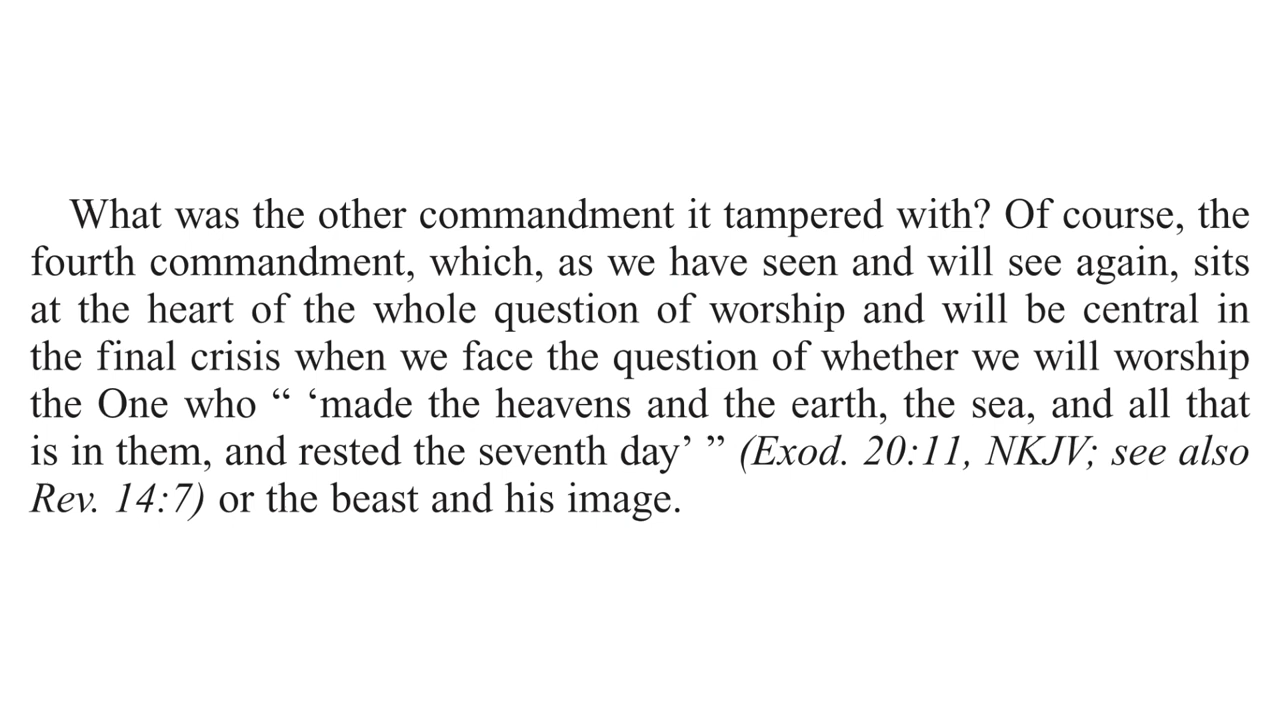 What was the other commandment it tampered with? Of course, the
fourth commandment, which, as we have seen and will see again, sits
at the heart of the whole question of worship and will be central in
the final crisis when we face the question of whether we will worship
the One who “ ‘made the heavens and the earth, the sea, and all that
is in them, and rested the seventh day’ ” (Exod. 20:11, NKJV; see also
Rev. 14:7) or the beast and his image.